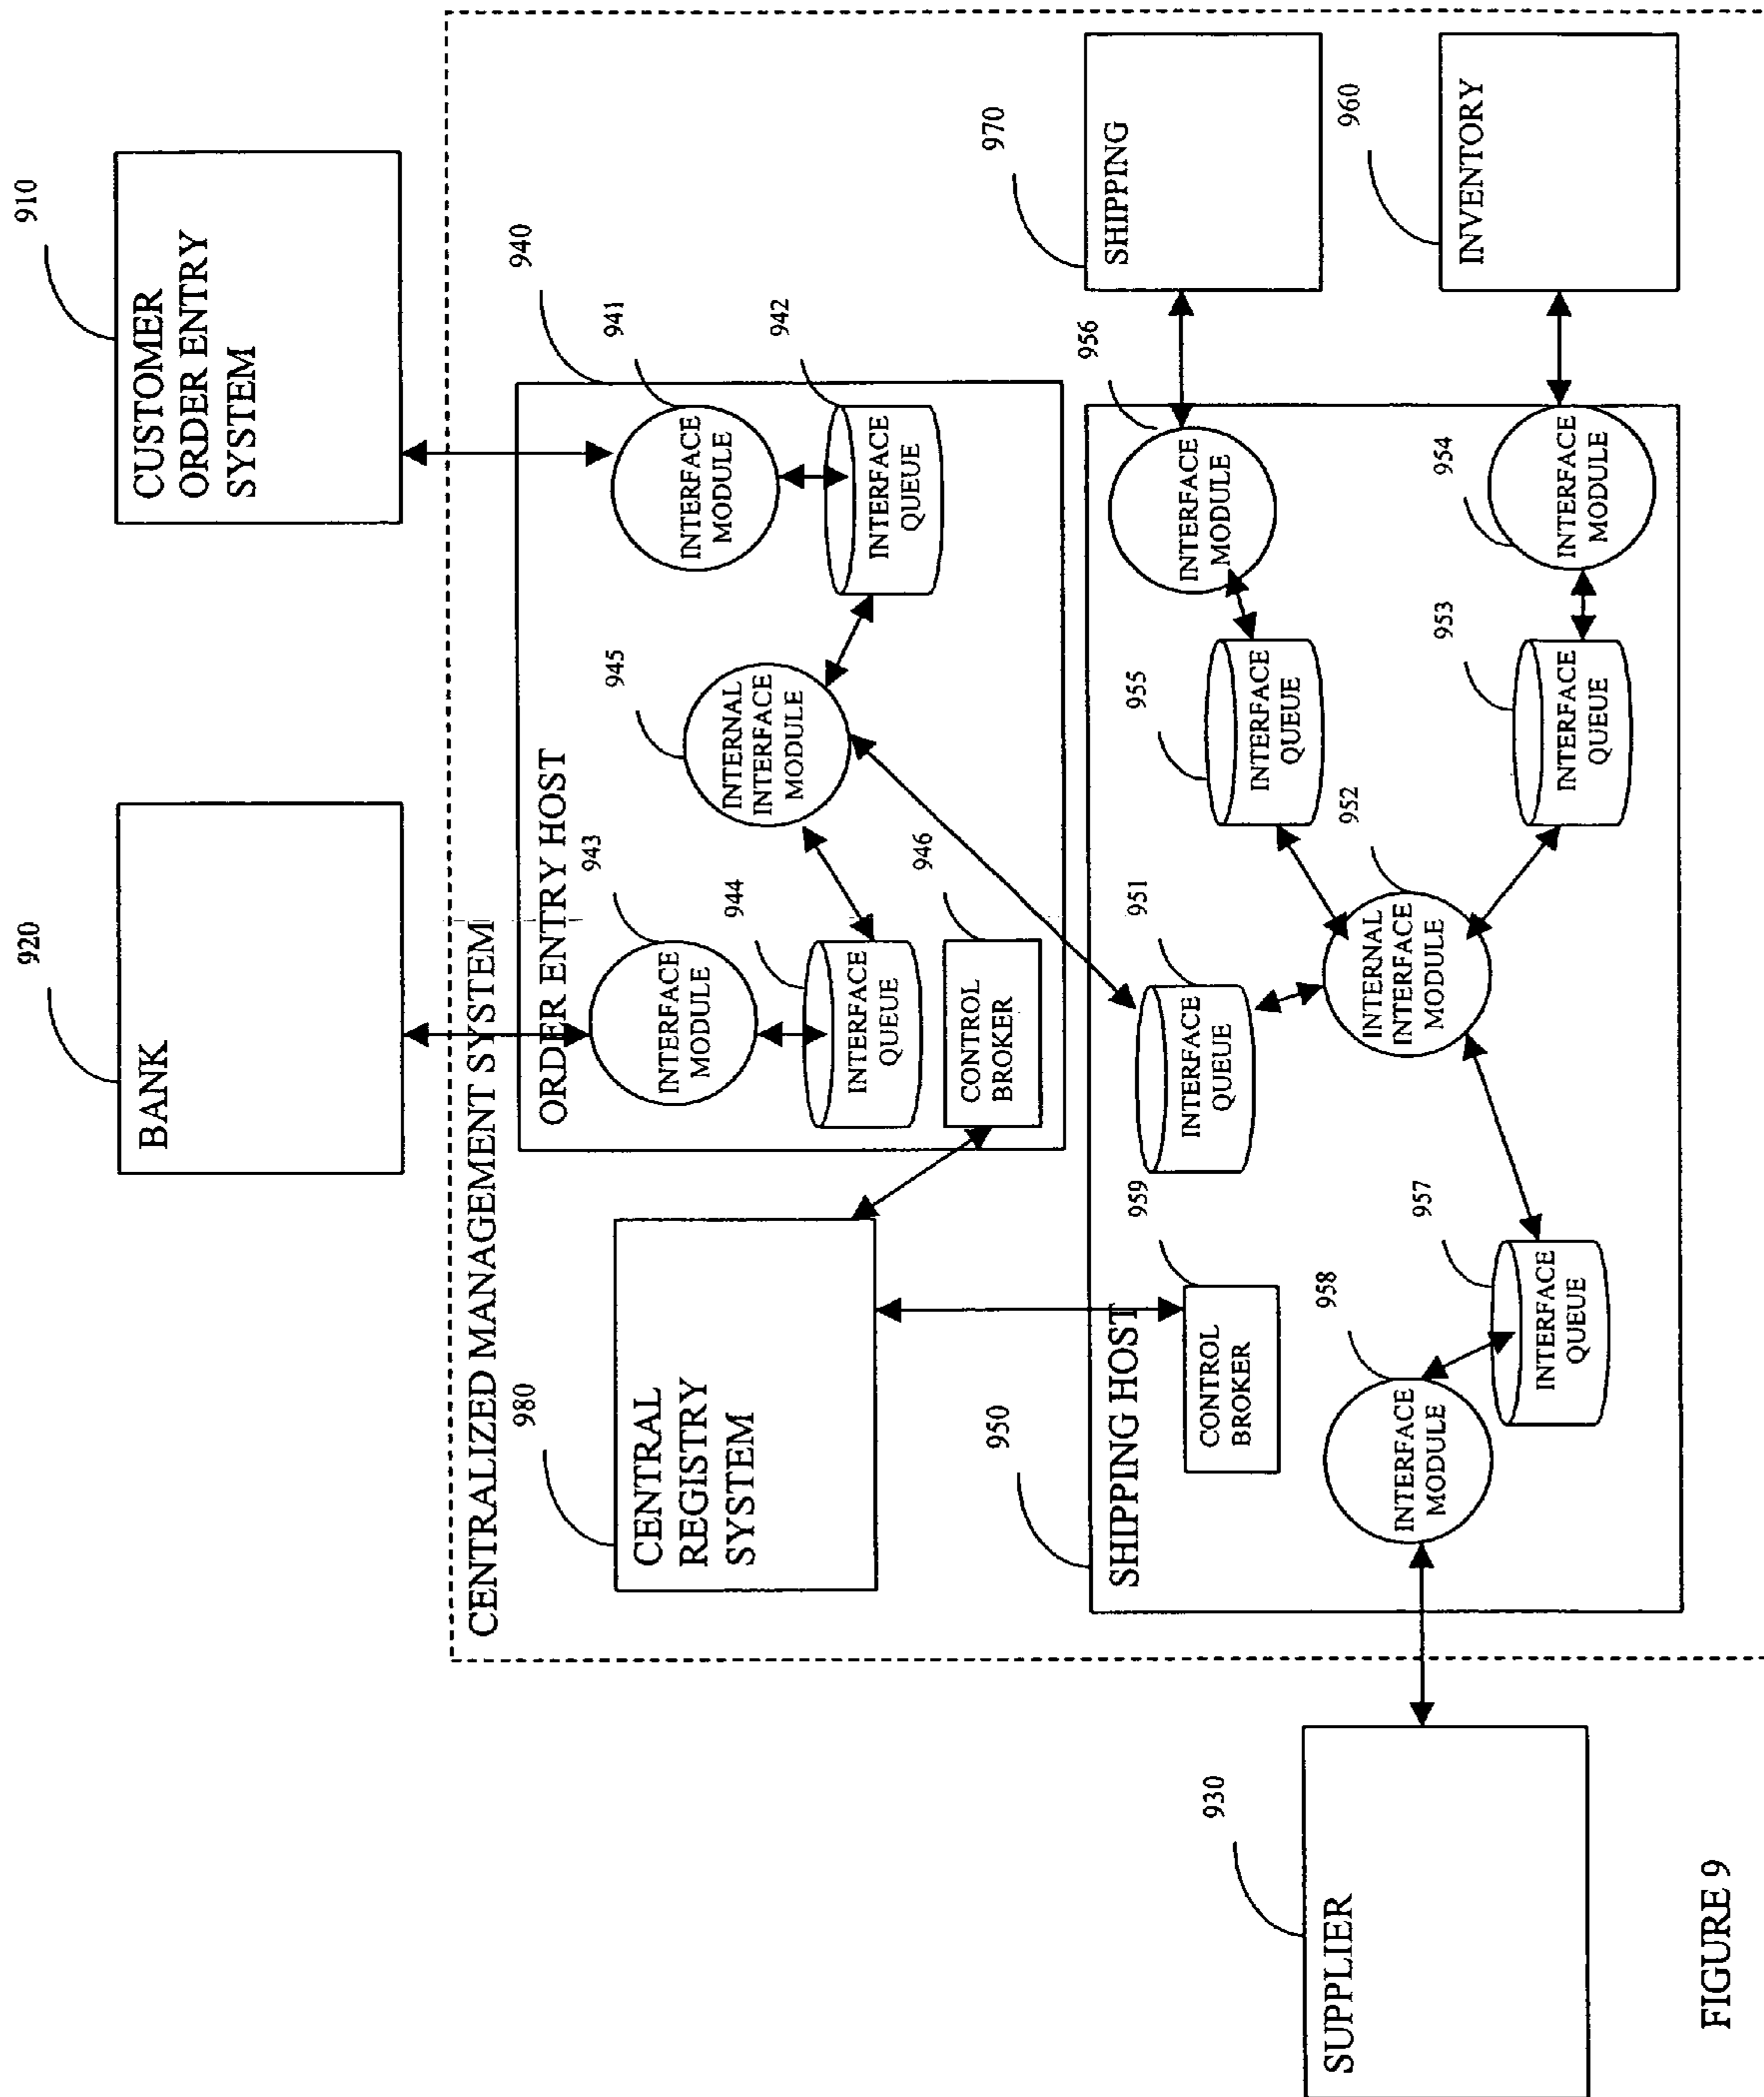 920
BANK
910
CUSTOMER
ORDER ENTRY
SYSTEM
CENTRALIZED MANAGEMENT SYSTEM
980
CENTRAL
REGISTRY
SYSTEM
940
ORDER ENTRY HOST
943
INTERFACE
MODULE
944
INTERFACE
QUEUE
946
CONTROL
BROKER
945
INTERNAL
INTERFACE
MODULE
941
INTERFACE
MODULE
942
INTERFACE
QUEUE
970
SHIPPING
960
INVENTORY
950
SHIPPING HOST
959
CONTROL
BROKER
951
INTERFACE
QUEUE
952
INTERNAL
INTERFACE
MODULE
955
INTERFACE
QUEUE
956
INTERFACE
MODULE
953
INTERFACE
QUEUE
954
INTERFACE
MODULE
958
INTERFACE
MODULE
957
INTERFACE
QUEUE
930
SUPPLIER
FIGURE 9